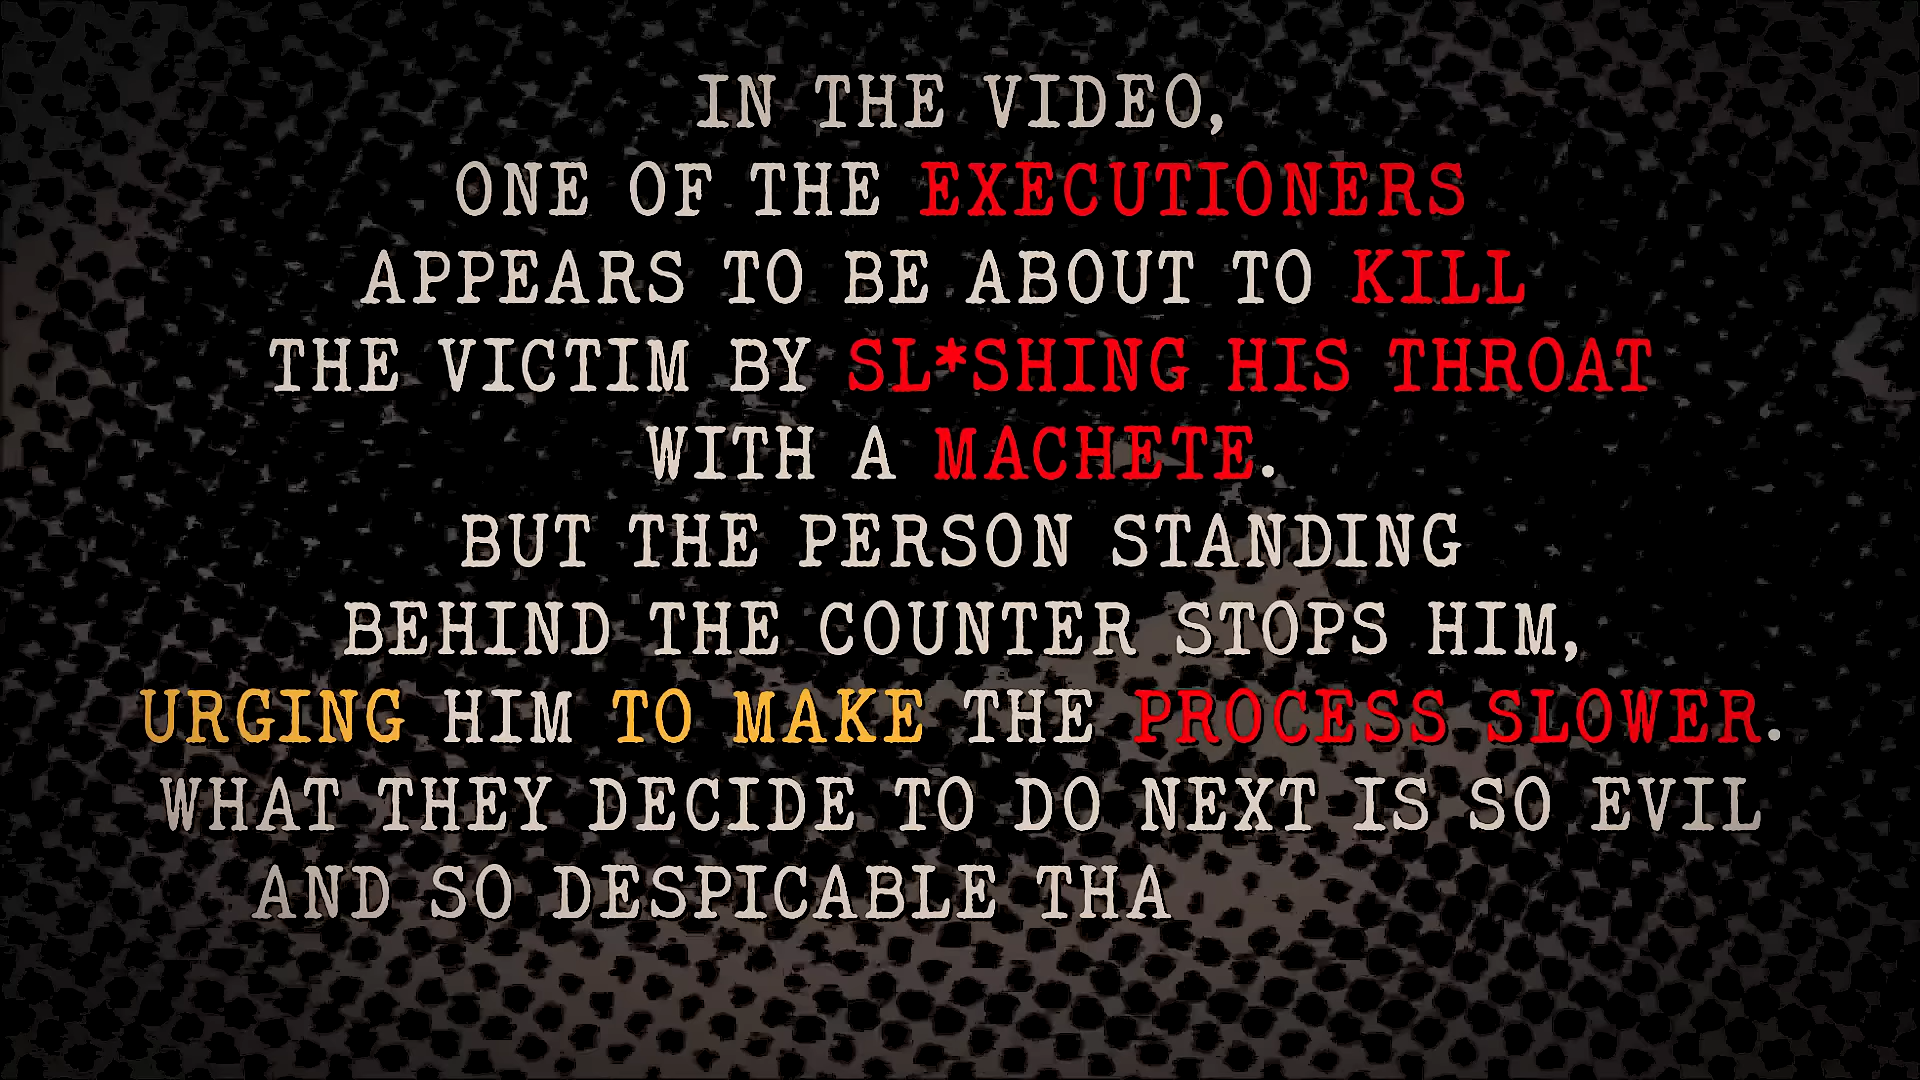 IN THE VIDEO,
ONE OF THE EXECUTIONERS
APPEARS TO BE ABOUT TO KILL
THE VICTIM BY SL*SHING HIS THROAT
WITH A MACHETE.
BUT THE PERSON STANDING
BEHIND THE COUNTER STOPS HIM,
URGING HIM TO MAKE THE PROCESS SLOWER.
WHAT THEY DECIDE TO DO NEXT IS SO EVIL
AND SO DESPICABLE THA